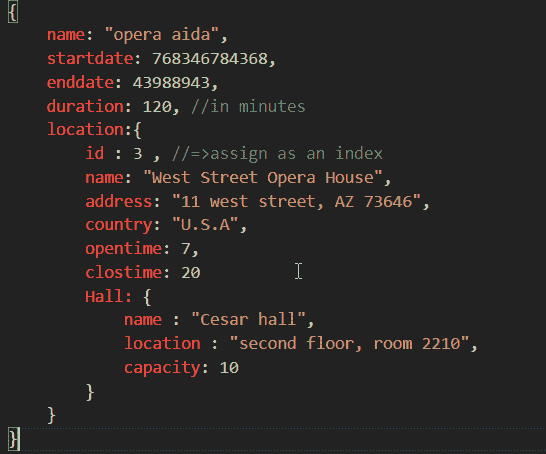 {
    name: "opera aida",
    startdate: 768346784368,
    enddate: 43988943,
    duration: 120, //in minutes
    location:{
        id : 3 , //=>assign as an index
        name: "West Street Opera House",
        address: "11 west street, AZ 73646",
        country: "U.S.A",
        opentime: 7,
        clostime: 20
        Hall: {
            name : "Cesar hall",
            location : "second floor, room 2210",
            capacity: 10
        }
    }
}